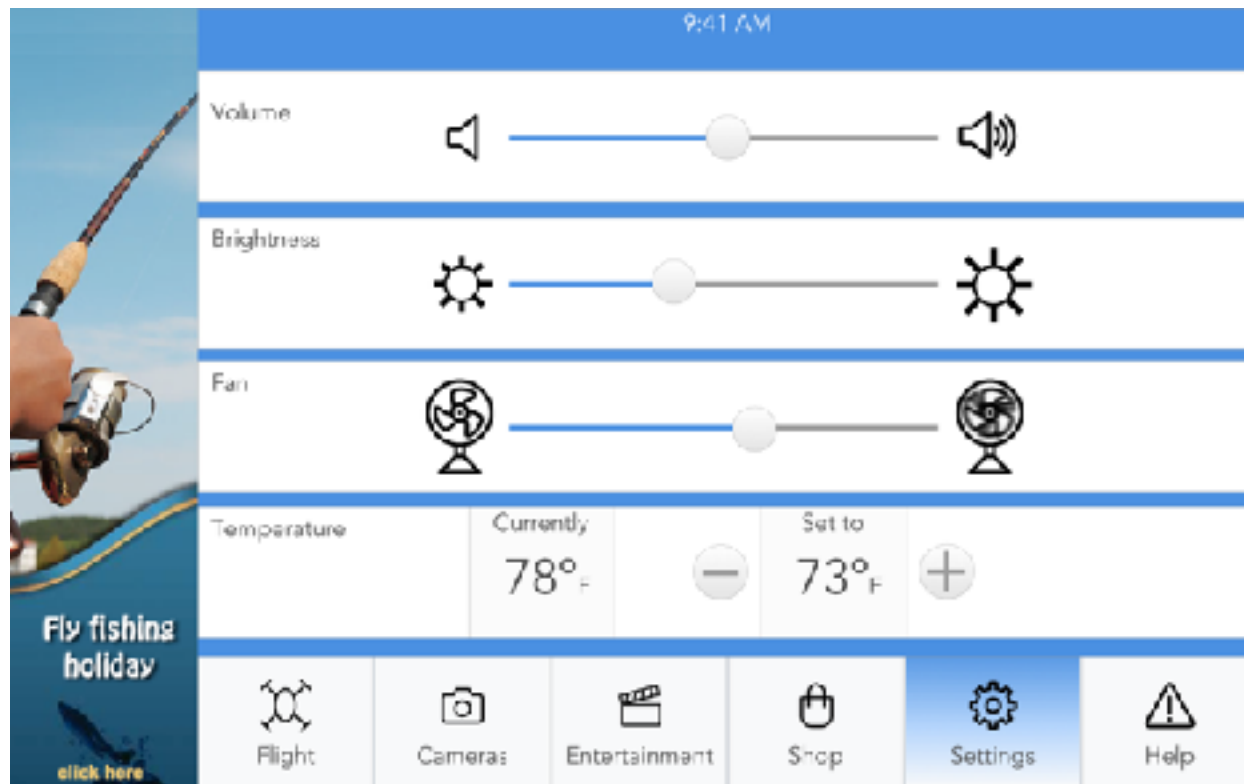 9:41 AM
Volume
Brightness
Fan
Temperature
Currently
78°F
Set to
73°F
Fly fishing
holiday
click here
Flight
Cameras
Entertainment
Shop
Settings
Help